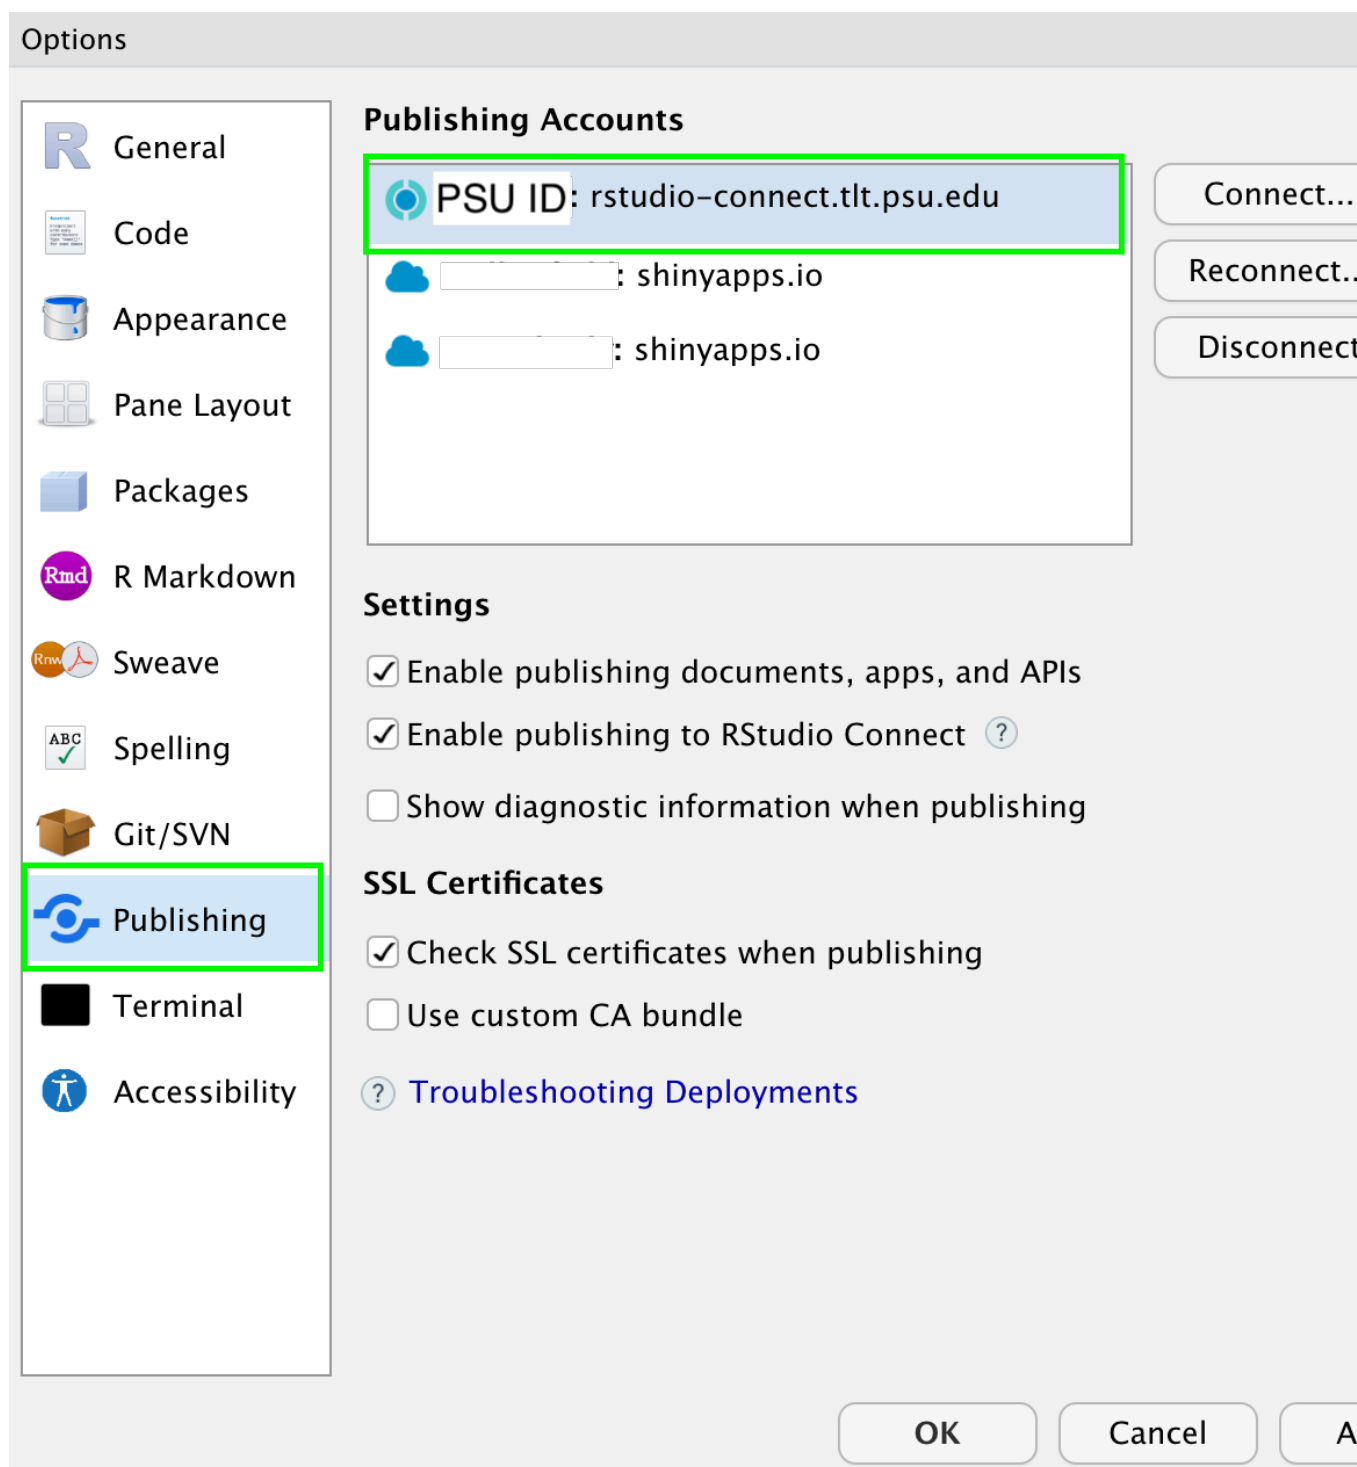 Options
General
Code
Appearance
Pane Layout
Packages
Rmd R Markdown
Rnw Sweave
ABC Spelling
Git/SVN
Publishing
Terminal
Accessibility
Publishing Accounts
PSU ID: rstudio-connect.tlt.psu.edu
: shinyapps.io
: shinyapps.io
Connect...
Reconnect..
Disconnect
Settings
Enable publishing documents, apps, and APIs
Enable publishing to RStudio Connect ?
Show diagnostic information when publishing
SSL Certificates
Check SSL certificates when publishing
Use custom CA bundle
? Troubleshooting Deployments
OK
Cancel
A